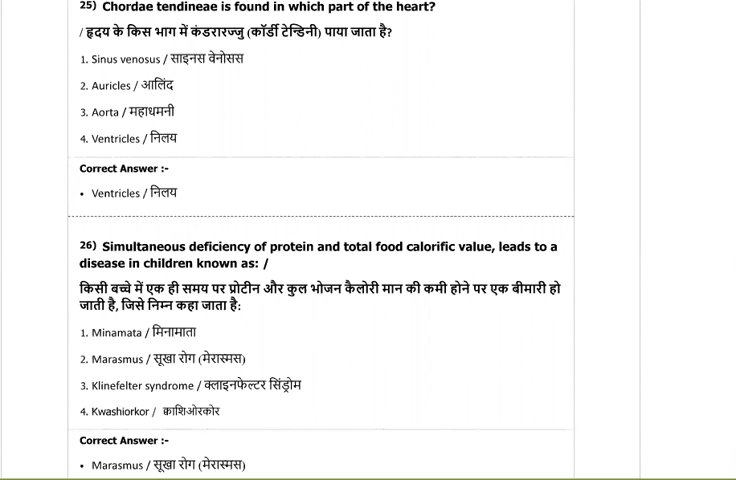 25) Chordae tendineae is found in which part of the heart?
/ हृदय के किस भाग में कंडरारज्जु (कॉर्डी टेन्डिनी) पाया जाता है?
1. Sinus venosus / साइनस वेनोसस
2. Auricles / आलिंद
3. Aorta / महाधमनी
4. Ventricles / निलय
Correct Answer :-
• Ventricles / निलय
26) Simultaneous deficiency of protein and total food calorific value, leads to a
disease in children known as: /
किसी बच्चे में एक ही समय पर प्रोटीन और कुल भोजन कैलोरी मान की कमी होने पर एक बीमारी हो
जाती है, जिसे निम्न कहा जाता है:
1. Minamata / मिनामाता
2. Marasmus / सूखा रोग (मेरास्मस)
3. Klinefelter syndrome / क्लाइनफेल्टर सिंड्रोम
4. Kwashiorkor / क्वाशिओरकोर
Correct Answer :-
• Marasmus / सूखा रोग (मेरास्मस)